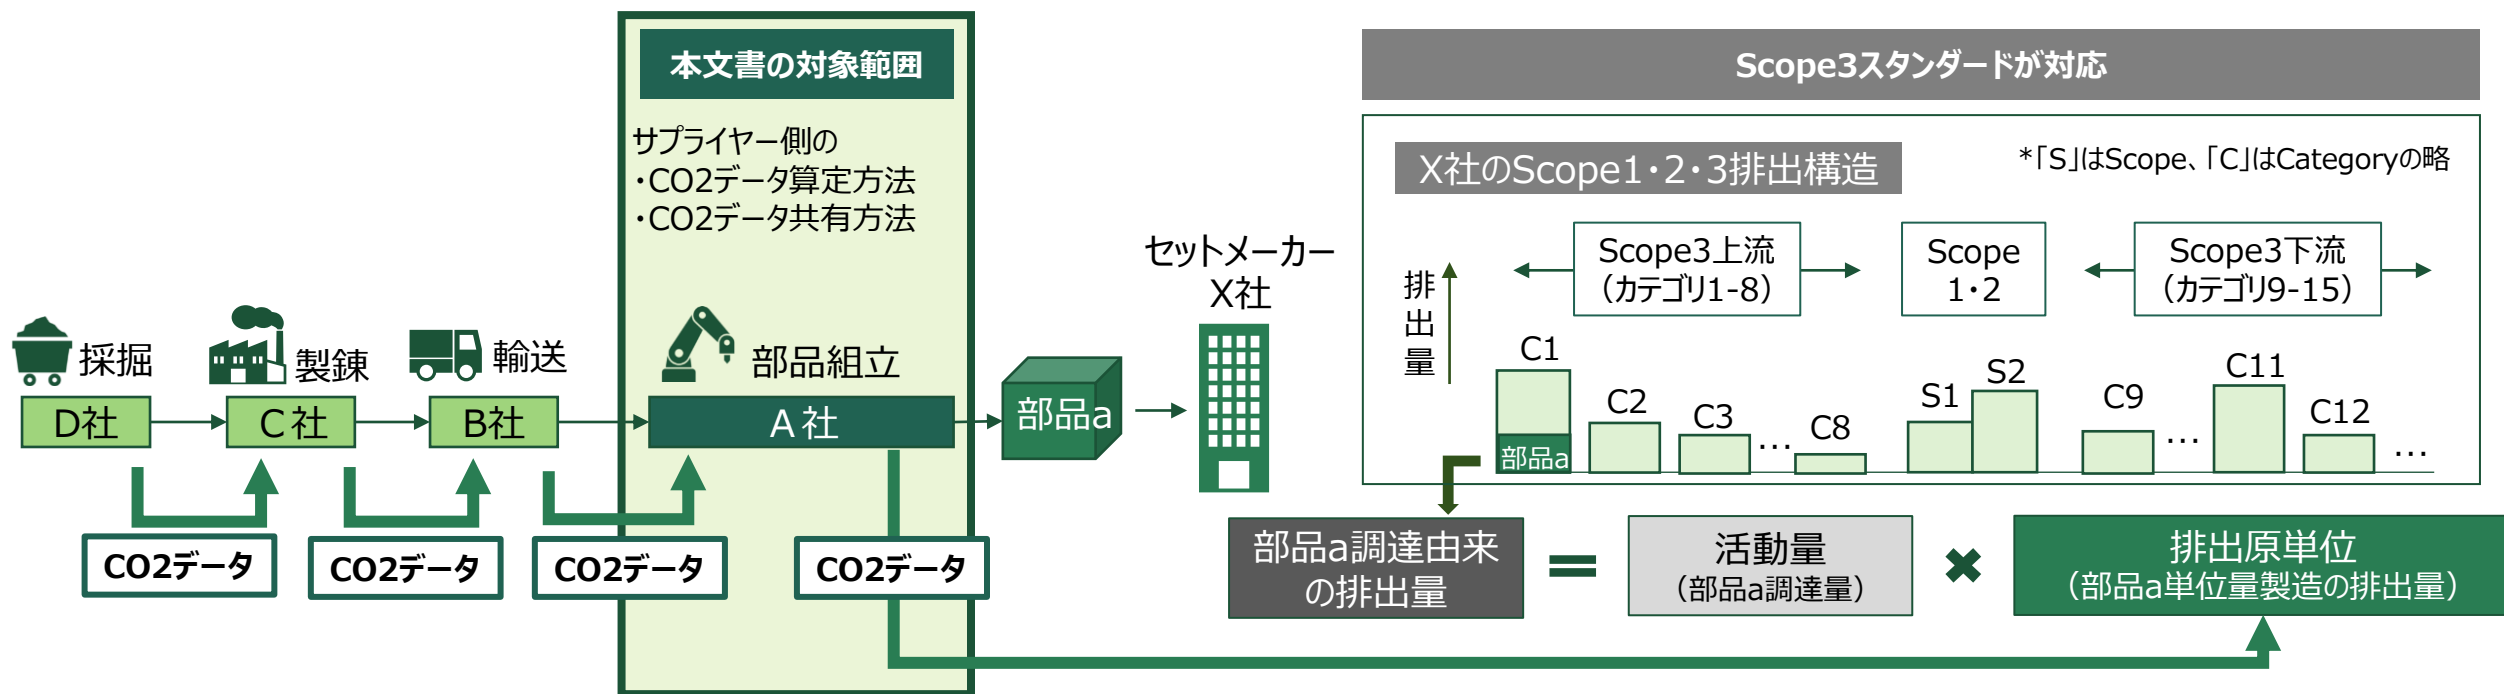 本文書の対象範囲
サプライヤー側の
・CO2データ算定方法
・CO2データ共有方法
採掘
製錬
輸送
部品組立
D社
C社
B社
A社
部品a
セットメーカー
X社
CO2データ
CO2データ
CO2データ
CO2データ
Scope3スタンダードが対応
X社のScope1・2・3排出構造
*「S」はScope、「C」はCategoryの略
排出量
Scope3上流
（カテゴリ1-8）
Scope
1・2
Scope3下流
（カテゴリ9-15）
C1
部品a
C2
C3
…
C8
S1
S2
C9
…
C11
C12
…
部品a調達由来
の排出量
＝
活動量
（部品a調達量）
×
排出原単位
（部品a単位量製造の排出量）